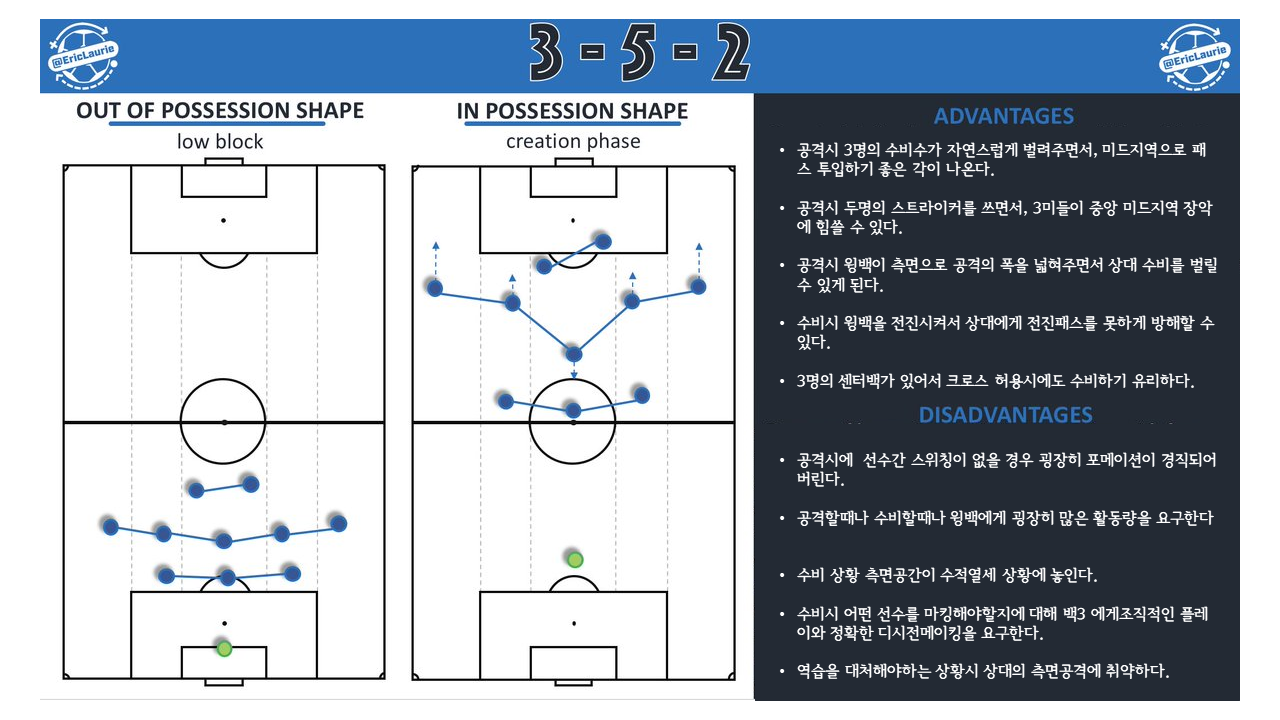 @EricLaurie
3 - 5 - 2
@EricLaurie
OUT OF POSSESSION SHAPE
low block
IN POSSESSION SHAPE
creation phase
ADVANTAGES
• 공격시 3명의 수비수가 자연스럽게 벌려주면서, 미드지역으로 패
스 투입하기 좋은 각이 나온다.
• 공격시 두명의 스트라이커를 쓰면서, 3미들이 중앙 미드지역 장악
에 힘쓸 수 있다.
• 공격시 윙백이 측면으로 공격의 폭을 넓혀주면서 상대 수비를 벌릴
수 있게 된다.
• 수비시 윙백을 전진시켜서 상대에게 전진패스를 못하게 방해할 수
있다.
• 3명의 센터백가 있어서 크로스 허용시에도 수비하기 유리하다.
DISADVANTAGES
• 공격시에 선수간 스위칭이 없을 경우 굉장히 포메이션이 경직되어
버린다.
• 공격할때나 수비할때나 윙백에게 굉장히 많은 활동량을 요구한다
• 수비 상황 측면공간이 수적열세 상황에 놓인다.
• 수비시 어떤 선수를 마킹해야할지에 대해 백3 에게조직적인 플레
이와 정확한 디시전메이킹을 요구한다.
• 역습을 대처해야하는 상황시 상대의 측면공격에 취약하다.